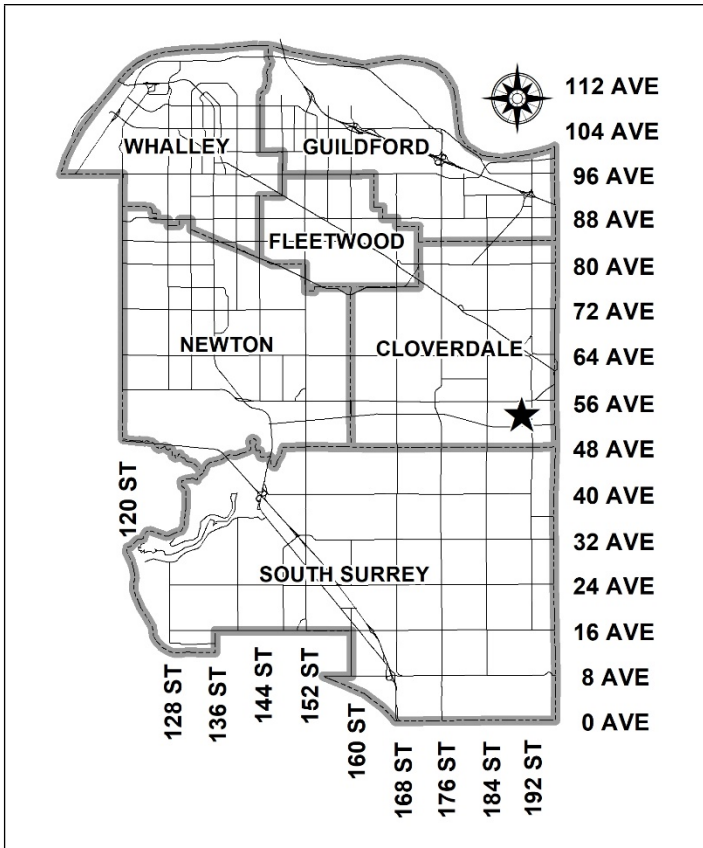 112 AVE
104 AVE
WHALLEY
GUILDFORD
96 AVE
88 AVE
FLEETWOOD
80 AVE
72 AVE
NEWTON
CLOVERDALE
64 AVE
56 AVE
48 AVE
120 ST
40 AVE
32 AVE
SOUTH SURREY
24 AVE
16 AVE
8 AVE
0 AVE
128 ST
136 ST
144 ST
152 ST
160 ST
168 ST
176 ST
184 ST
192 ST